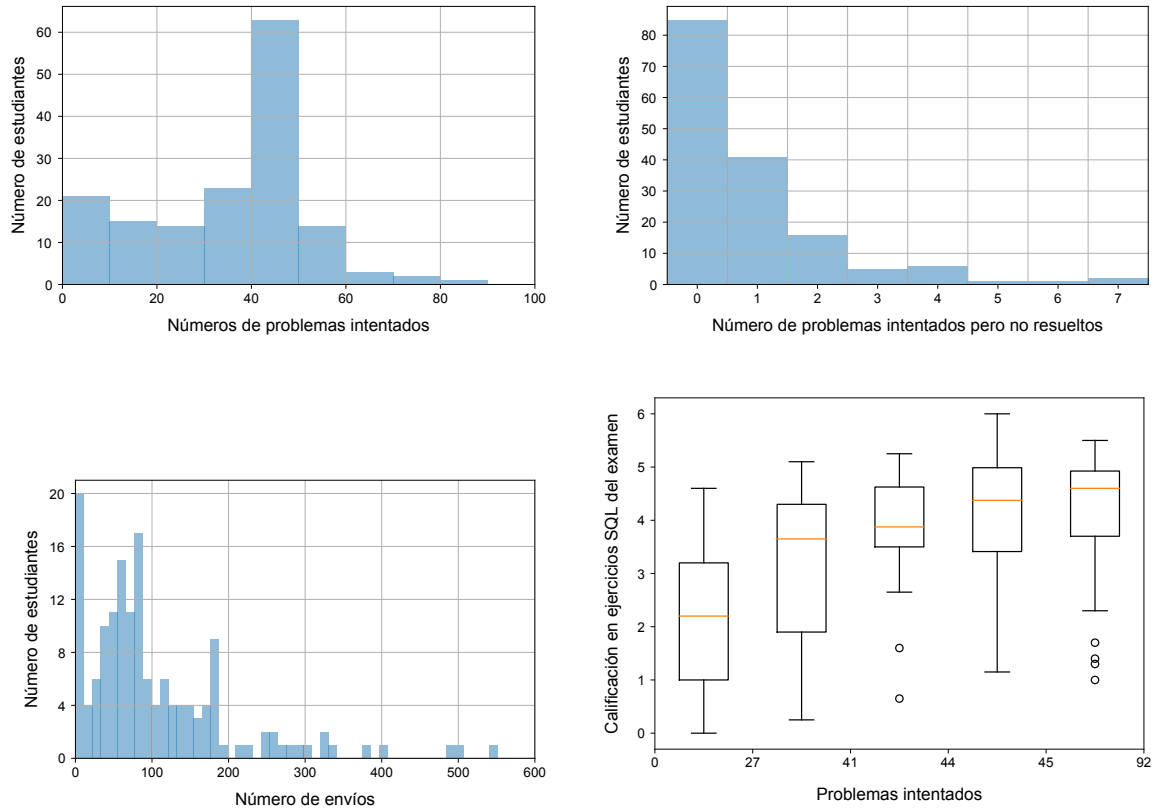 Número de estudiantes
60
50
40
30
20
10
0
0 20 40 60 80 100
Números de problemas intentados
Número de estudiantes
80
70
60
50
40
30
20
10
0
0 1 2 3 4 5 6 7
Número de problemas intentados pero no resueltos
Número de estudiantes
20
16
12
8
4
0
0 100 200 300 400 500 600
Número de envíos
Calificación en ejercicios SQL del examen
6
5
4
3
2
1
0
0 27 41 44 45 92
Problemas intentados